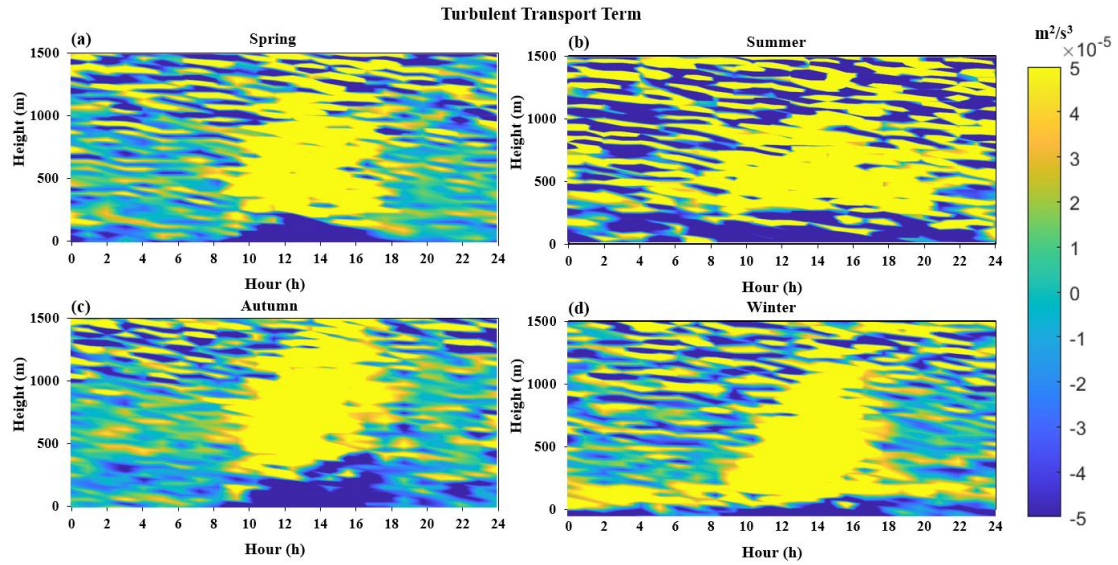 Turbulent Transport Term
(a) Spring
(b) Summer
m²/s³
×10⁻⁵
1500
1000
500
0
Height (m)
0 2 4 6 8 10 12 14 16 18 20 22 24
Hour (h)
1500
1000
500
0
Height (m)
0 2 4 6 8 10 12 14 16 18 20 22 24
Hour (h)
(c) Autumn
(d) Winter
1500
1000
500
0
Height (m)
0 2 4 6 8 10 12 14 16 18 20 22 24
Hour (h)
1500
1000
500
0
Height (m)
0 2 4 6 8 10 12 14 16 18 20 22 24
Hour (h)
5
4
3
2
1
0
-1
-2
-3
-4
-5